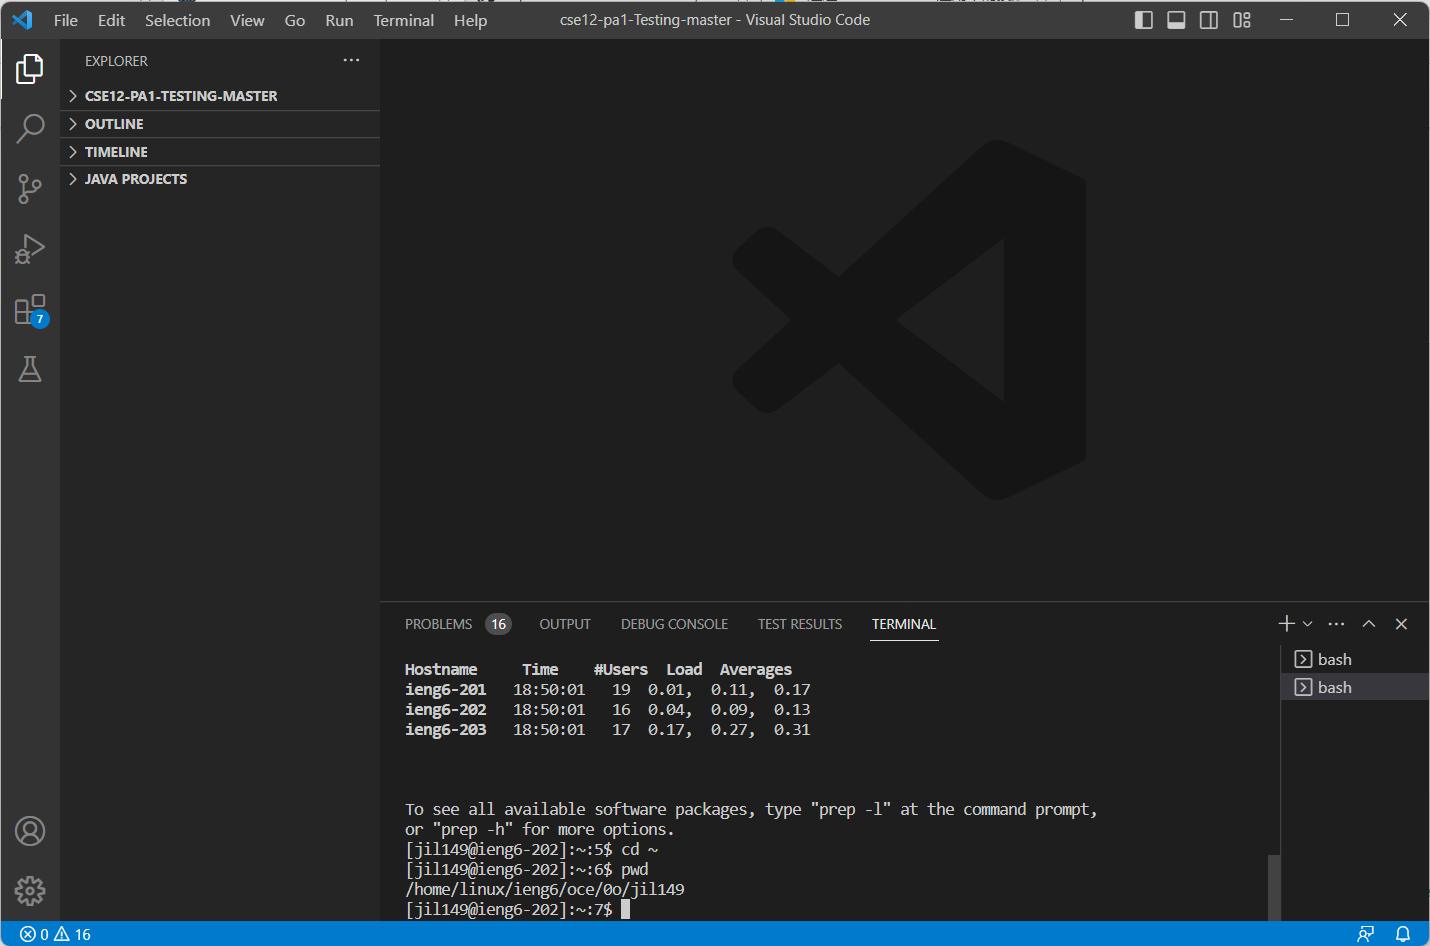 File Edit Selection View Go Run Terminal Help cse12-pa1-Testing-master - Visual Studio Code
EXPLORER
CSE12-PA1-TESTING-MASTER
OUTLINE
TIMELINE
JAVA PROJECTS
7
PROBLEMS 16 OUTPUT DEBUG CONSOLE TEST RESULTS TERMINAL
Hostname Time #Users Load Averages
ieng6-201 18:50:01 19 0.01, 0.11, 0.17
ieng6-202 18:50:01 16 0.04, 0.09, 0.13
ieng6-203 18:50:01 17 0.17, 0.27, 0.31
To see all available software packages, type "prep -l" at the command prompt,
or "prep -h" for more options.
[jil149@ieng6-202]:~:5$ cd ~
[jil149@ieng6-202]:~:6$ pwd
/home/linux/ieng6/oce/0o/jil149
[jil149@ieng6-202]:~:7$
bash
bash
0 16